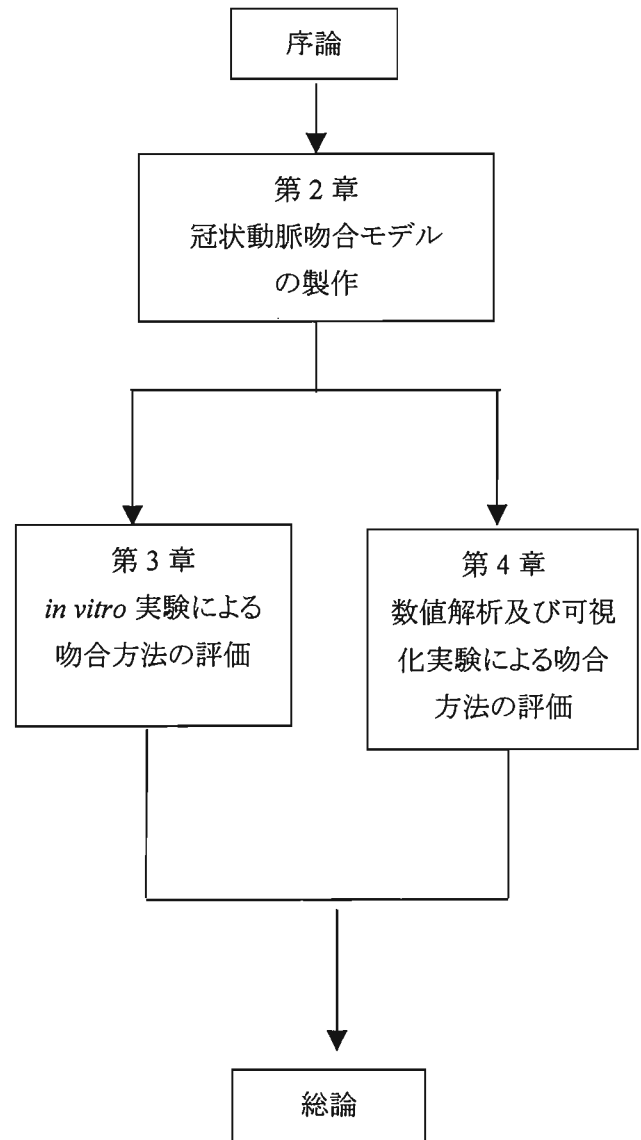 序論
第2章
冠状動脈吻合モデル
の製作
第3章
in vitro 実験による
吻合方法の評価
第4章
数値解析及び可視
化実験による吻合
方法の評価
総論